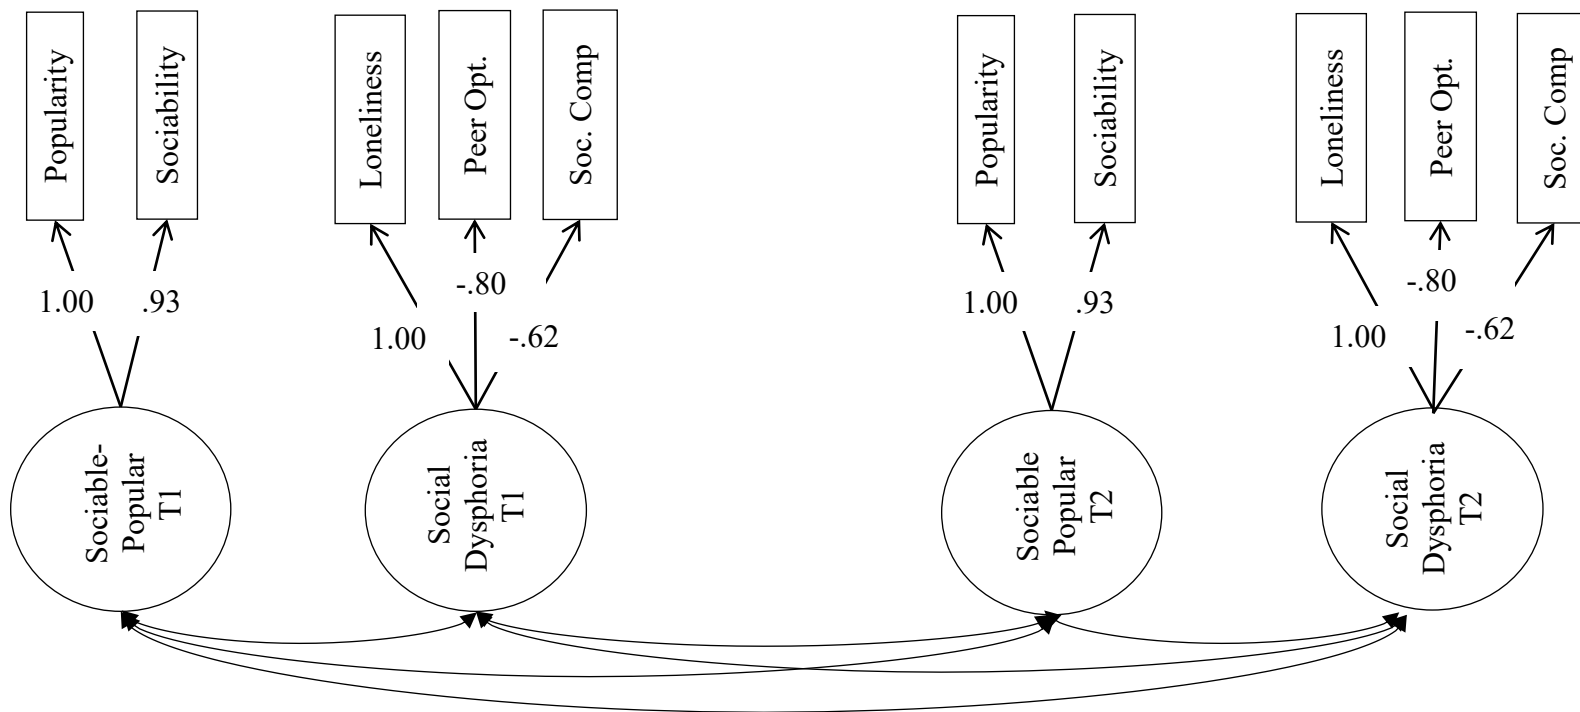 Popularity
Sociability
Loneliness
Peer Opt.
Soc. Comp
Popularity
Sociability
Loneliness
Peer Opt.
Soc. Comp
1.00
.93
1.00
-.80
-.62
1.00
.93
1.00
-.80
-.62
Sociable-
Popular
T1
Social
Dysphoria
T1
Sociable
Popular
T2
Social
Dysphoria
T2